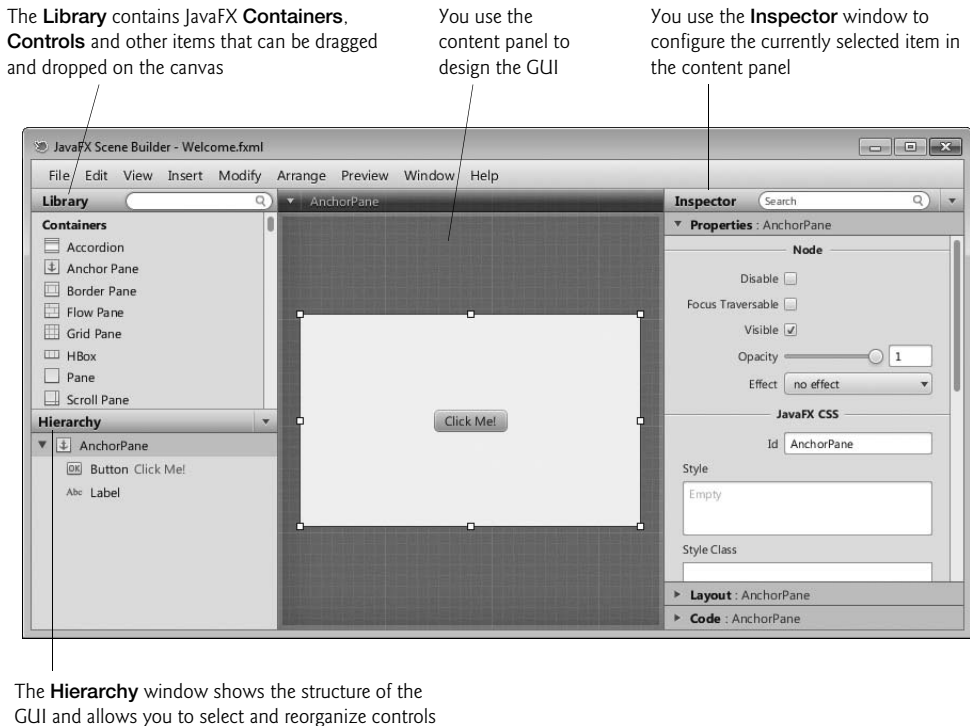 The Library contains JavaFX Containers,
Controls and other items that can be dragged
and dropped on the canvas
You use the
content panel to
design the GUI
You use the Inspector window to
configure the currently selected item in
the content panel
JavaFX Scene Builder - Welcome.fxml
File Edit View Insert Modify Arrange Preview Window Help
Library
Containers
Accordion
Anchor Pane
Border Pane
Flow Pane
Grid Pane
HBox
Pane
Scroll Pane
Hierarchy
AnchorPane
OK Button Click Me!
Abc Label
AnchorPane
Click Me!
Inspector Search
Properties : AnchorPane
Node
Disable
Focus Traversable
Visible
Opacity 1
Effect no effect
JavaFX CSS
Id AnchorPane
Style
Empty
Style Class
Layout : AnchorPane
Code : AnchorPane
The Hierarchy window shows the structure of the
GUI and allows you to select and reorganize controls